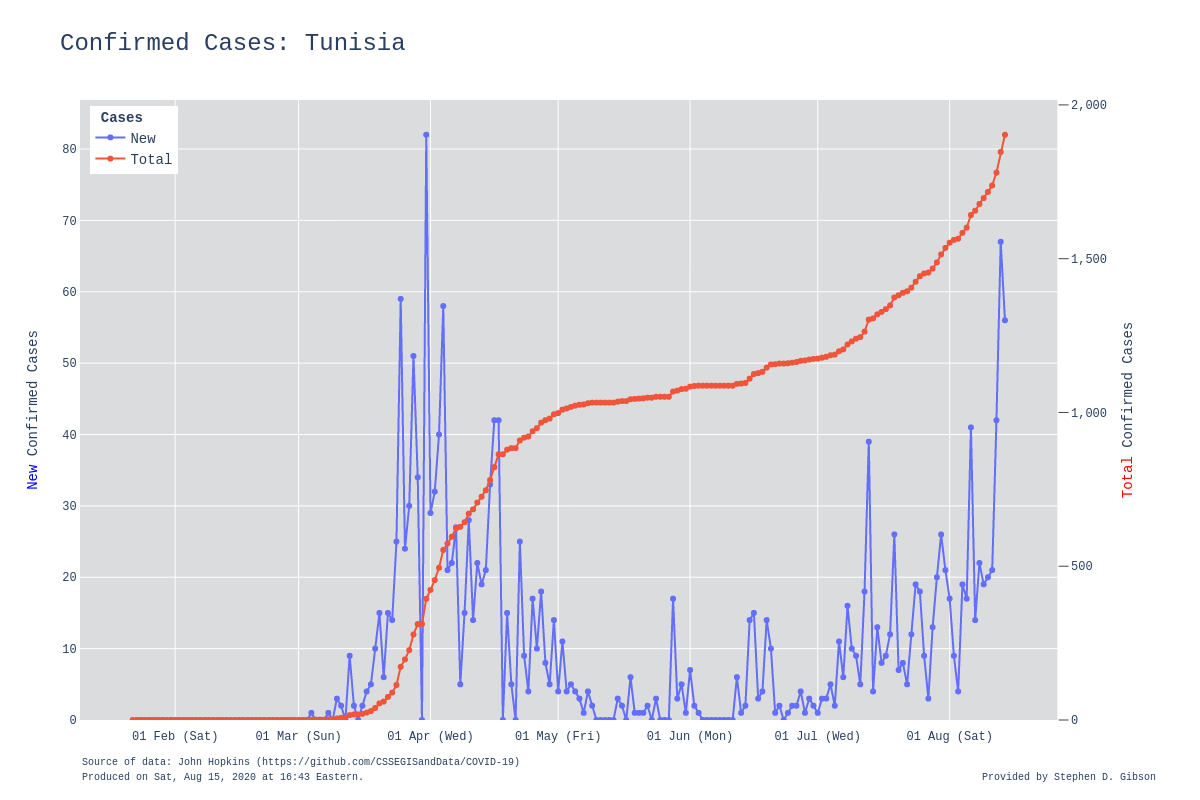 Confirmed Cases: Tunisia
Cases
New
Total
80
70
60
50
40
30
20
10
0
2,000
1,500
1,000
500
0
New Confirmed Cases
Total Confirmed Cases
01 Feb (Sat)
01 Mar (Sun)
01 Apr (Wed)
01 May (Fri)
01 Jun (Mon)
01 Jul (Wed)
01 Aug (Sat)
Source of data: John Hopkins (https://github.com/CSSEGISandData/COVID-19)
Produced on Sat, Aug 15, 2020 at 16:43 Eastern.
Provided by Stephen D. Gibson